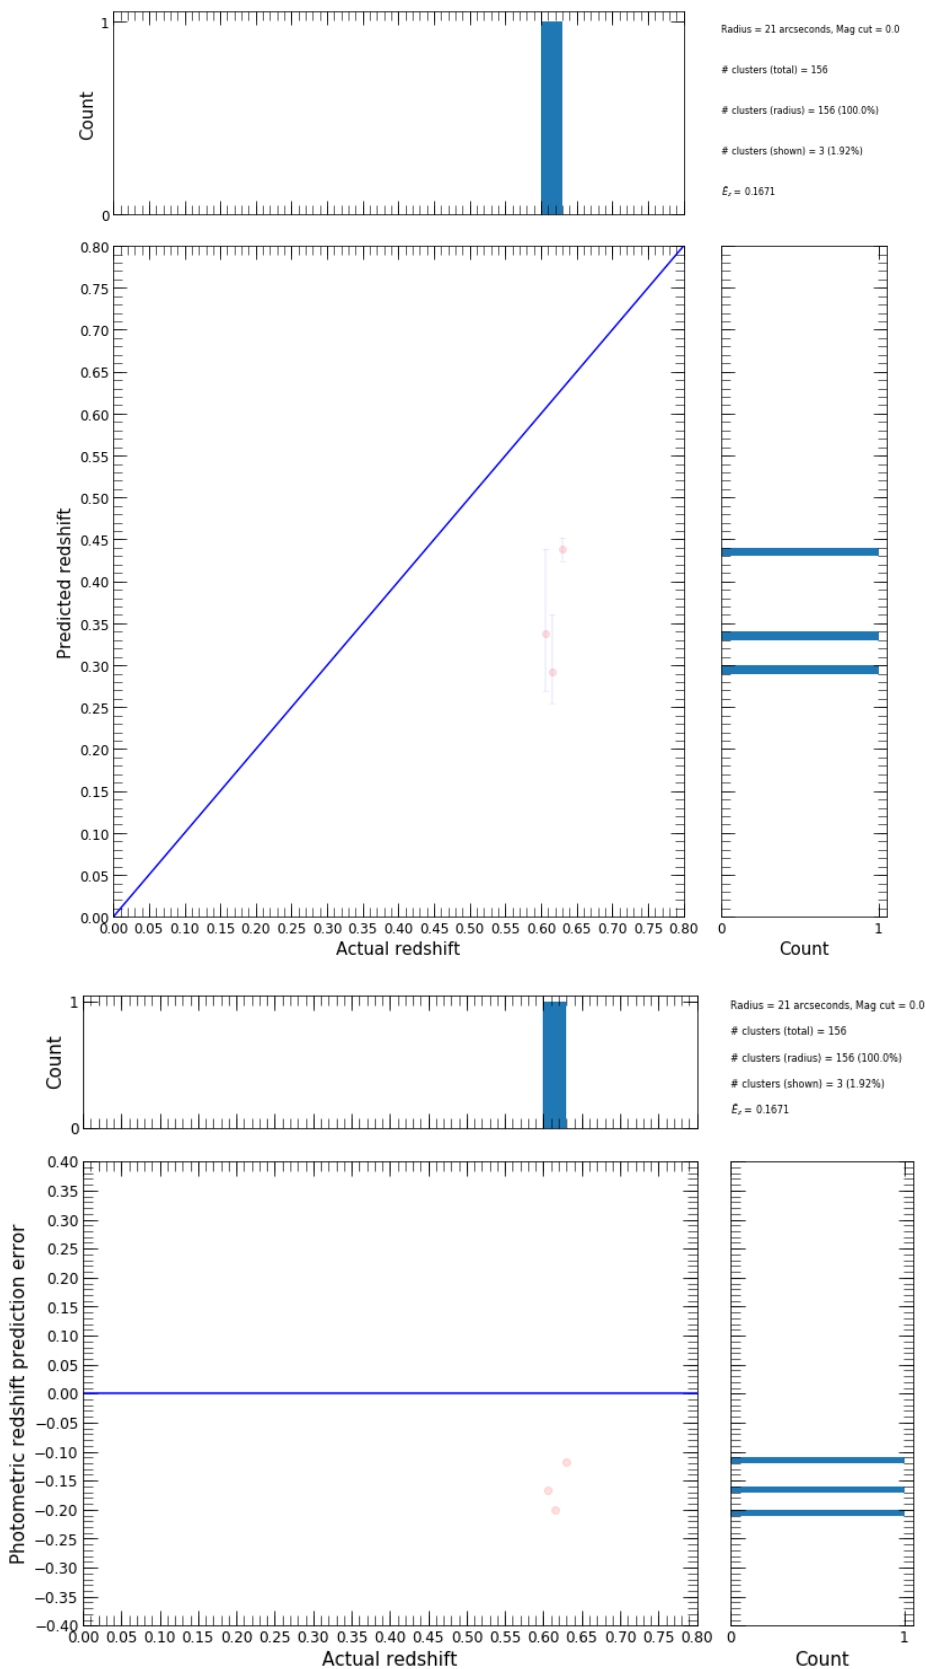 1
Count
0
Radius = 21 arcseconds, Mag cut = 0.0
# clusters (total) = 156
# clusters (radius) = 156 (100.0%)
# clusters (shown) = 3 (1.92%)
Ẽz = 0.1671
0.80
0.75
0.70
0.65
0.60
0.55
0.50
0.45
0.40
0.35
0.30
0.25
0.20
0.15
0.10
0.05
0.00
Predicted redshift
0.00 0.05 0.10 0.15 0.20 0.25 0.30 0.35 0.40 0.45 0.50 0.55 0.60 0.65 0.70 0.75 0.80
Actual redshift
0 1
Count
1
Count
0
Radius = 21 arcseconds, Mag cut = 0.0
# clusters (total) = 156
# clusters (radius) = 156 (100.0%)
# clusters (shown) = 3 (1.92%)
Ẽz = 0.1671
0.40
0.35
0.30
0.25
0.20
0.15
0.10
0.05
0.00
−0.05
−0.10
−0.15
−0.20
−0.25
−0.30
−0.35
−0.40
Photometric redshift prediction error
0.00 0.05 0.10 0.15 0.20 0.25 0.30 0.35 0.40 0.45 0.50 0.55 0.60 0.65 0.70 0.75 0.80
Actual redshift
0 1
Count